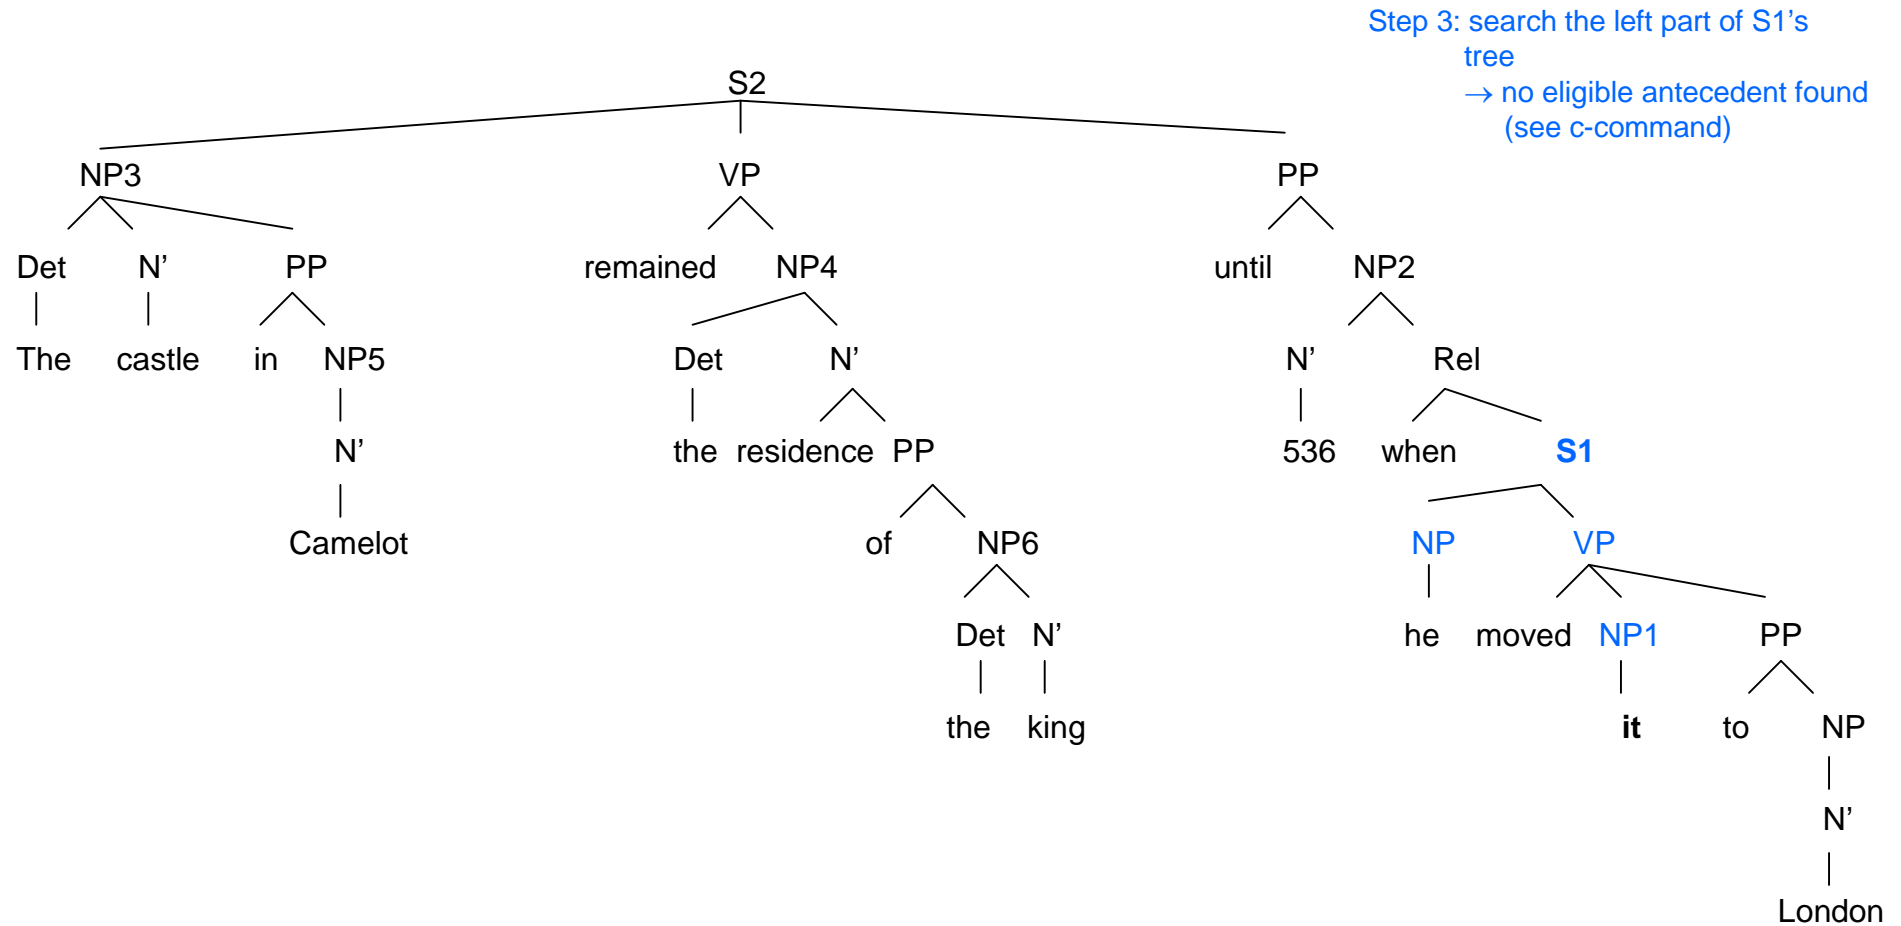 Step 3: search the left part of S1’s
tree
→ no eligible antecedent found
(see c-command)
S2
NP3 VP PP
Det N’ PP remained NP4 until NP2
The castle in NP5 Det N’ N’ Rel
N’ the residence PP 536 when S1
Camelot of NP6 NP VP
Det N’ he moved NP1 PP
the king it to NP
N’
London